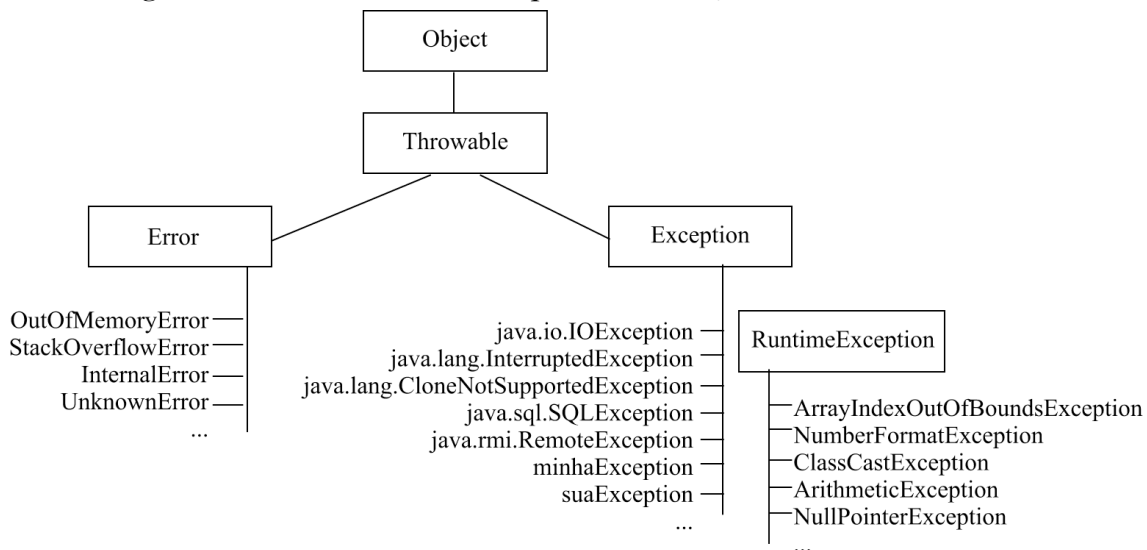 Object
Throwable
Error
Exception
OutOfMemoryError
StackOverflowError
InternalError
UnknownError
...
java.io.IOException
java.lang.InterruptedException
java.lang.CloneNotSupportedException
java.sql.SQLException
java.rmi.RemoteException
minhaException
suaException
...
RuntimeException
ArrayIndexOutOfBoundsException
NumberFormatException
ClassCastException
ArithmeticException
NullPointerException
...